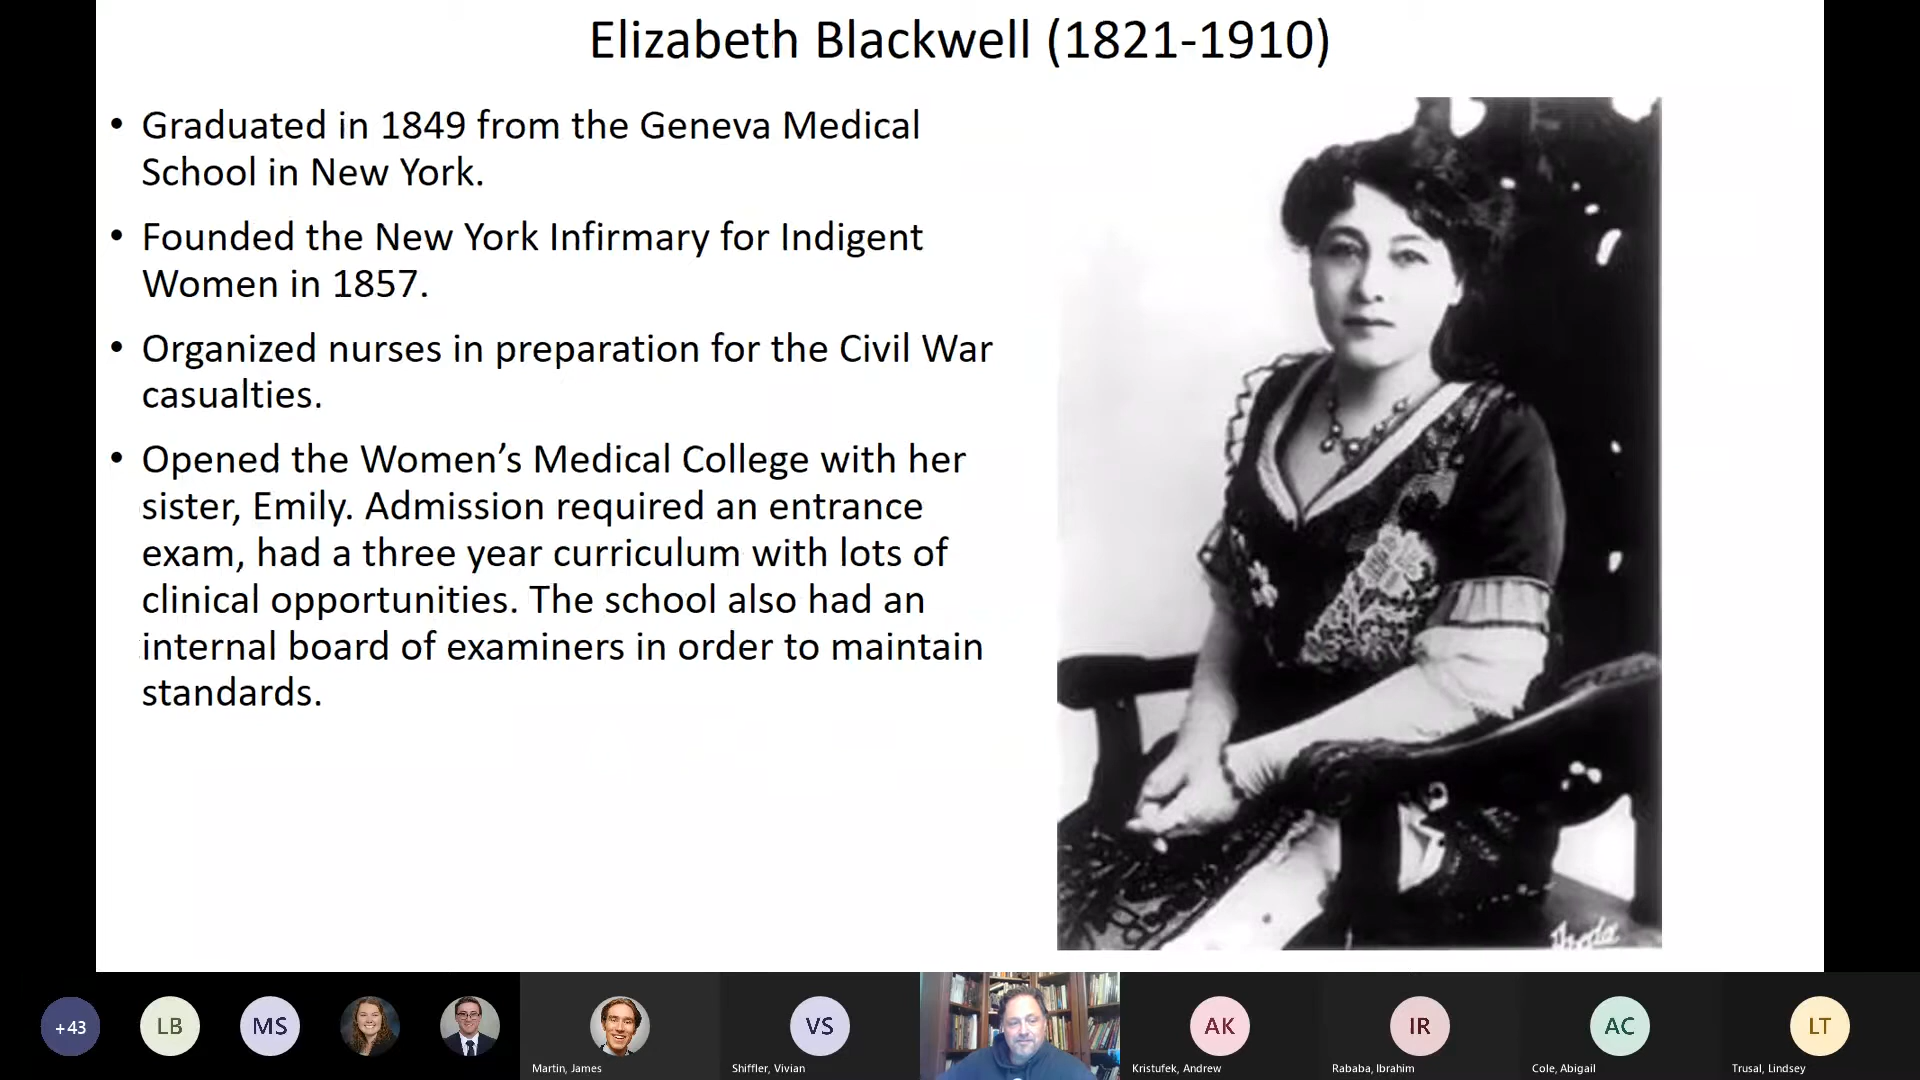 Elizabeth Blackwell (1821-1910)
• Graduated in 1849 from the Geneva Medical
School in New York.
• Founded the New York Infirmary for Indigent
Women in 1857.
• Organized nurses in preparation for the Civil War
casualties.
• Opened the Women’s Medical College with her
sister, Emily. Admission required an entrance
exam, had a three year curriculum with lots of
clinical opportunities. The school also had an
internal board of examiners in order to maintain
standards.
+43
LB
MS
VS
AK
IR
AC
LT
Martin, James
Shiffler, Vivian
Kristufek, Andrew
Rababa, Ibrahim
Cole, Abigail
Trusal, Lindsey